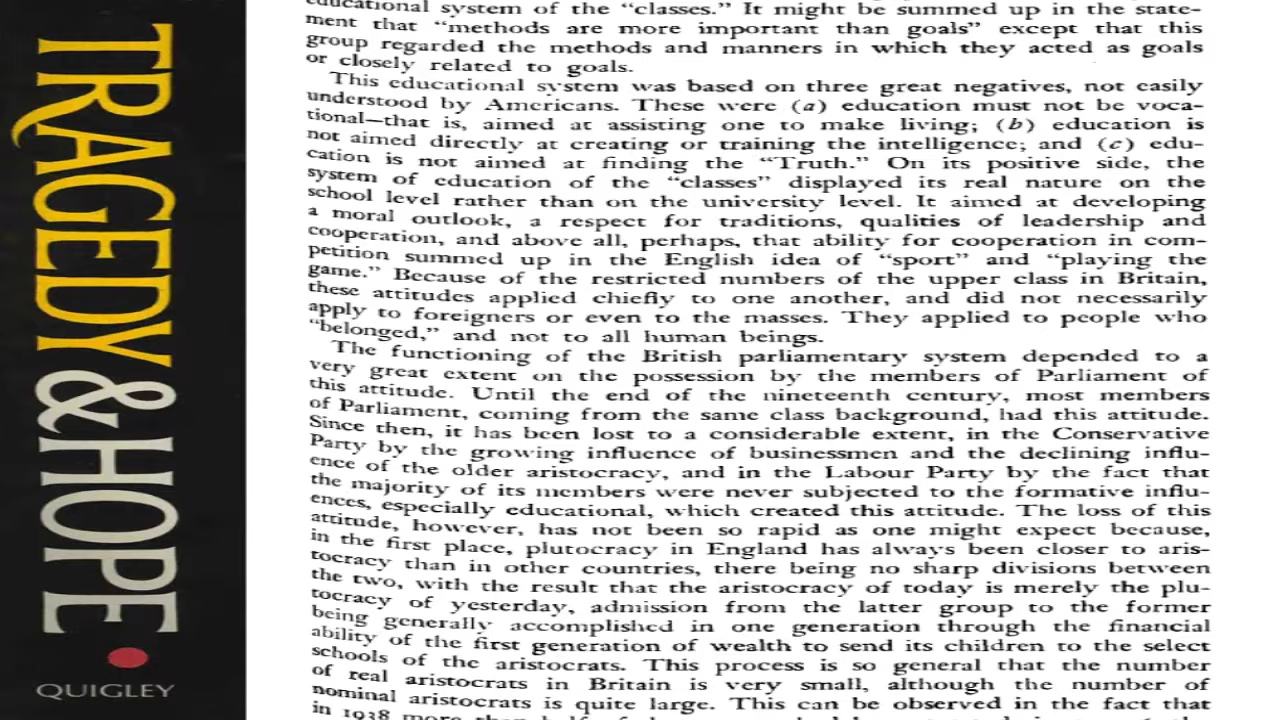 TRAGEDY & HOPE
QUIGLEY
educational system of the “classes.” It might be summed up in the state-
ment that “methods are more important than goals” except that this
group regarded the methods and manners in which they acted as goals
or closely related to goals.
This educational system was based on three great negatives, not easily
understood by Americans. These were (a) education must not be voca-
tional—that is, aimed at assisting one to make living; (b) education is
not aimed directly at creating or training the intelligence; and (c) edu-
cation is not aimed at finding the “Truth.” On its positive side, the
system of education of the “classes” displayed its real nature on the
school level rather than on the university level. It aimed at developing
a moral outlook, a respect for traditions, qualities of leadership and
cooperation, and above all, perhaps, that ability for cooperation in com-
petition summed up in the English idea of “sport” and “playing the
game.” Because of the restricted numbers of the upper class in Britain,
these attitudes applied chiefly to one another, and did not necessarily
apply to foreigners or even to the masses. They applied to people who
“belonged,” and not to all human beings.
The functioning of the British parliamentary system depended to a
very great extent on the possession by the members of Parliament of
this attitude. Until the end of the nineteenth century, most members
of Parliament, coming from the same class background, had this attitude.
Since then, it has been lost to a considerable extent, in the Conservative
Party by the growing influence of businessmen and the declining influ-
ence of the older aristocracy, and in the Labour Party by the fact that
the majority of its members were never subjected to the formative influ-
ences, especially educational, which created this attitude. The loss of this
attitude, however, has not been so rapid as one might expect because,
in the first place, plutocracy in England has always been closer to aris-
tocracy than in other countries, there being no sharp divisions between
the two, with the result that the aristocracy of today is merely the plu-
tocracy of yesterday, admission from the latter group to the former
being generally accomplished in one generation through the financial
ability of the first generation of wealth to send its children to the select
schools of the aristocrats. This process is so general that the number
of real aristocrats in Britain is very small, although the number of
nominal aristocrats is quite large. This can be observed in the fact that
in 1938 more than half of